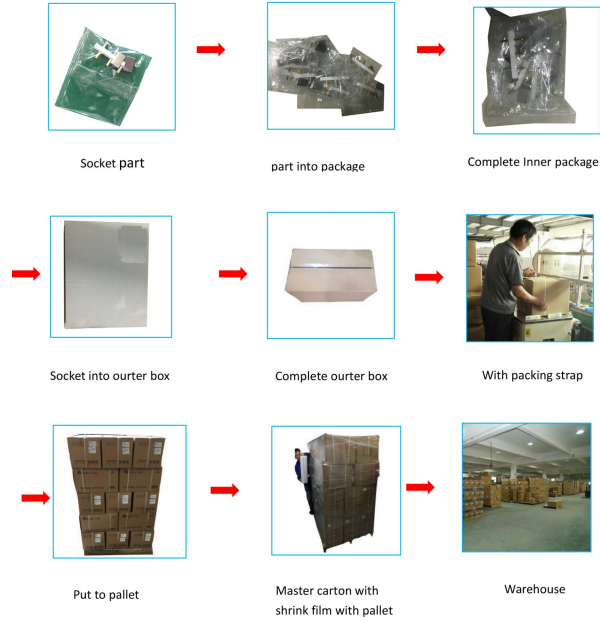 Socket part
part into package
Complete Inner package
Socket into ourter box
Complete ourter box
With packing strap
Put to pallet
Master carton with
shrink film with pallet
Warehouse